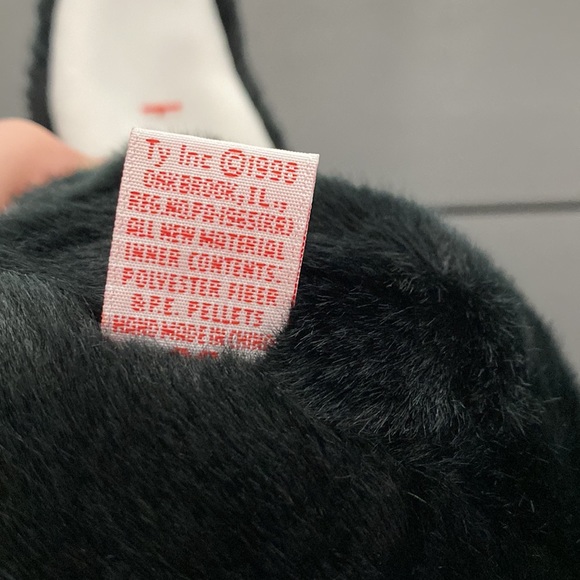 Ty Inc ©1998
OAKBROOK, IL.,
REG.NO.PA-1965(KR)
ALL NEW MATERIAL
INNER CONTENTS:
POLYESTER FIBER
& P.E. PELLETS
HAND MADE IN CHINA